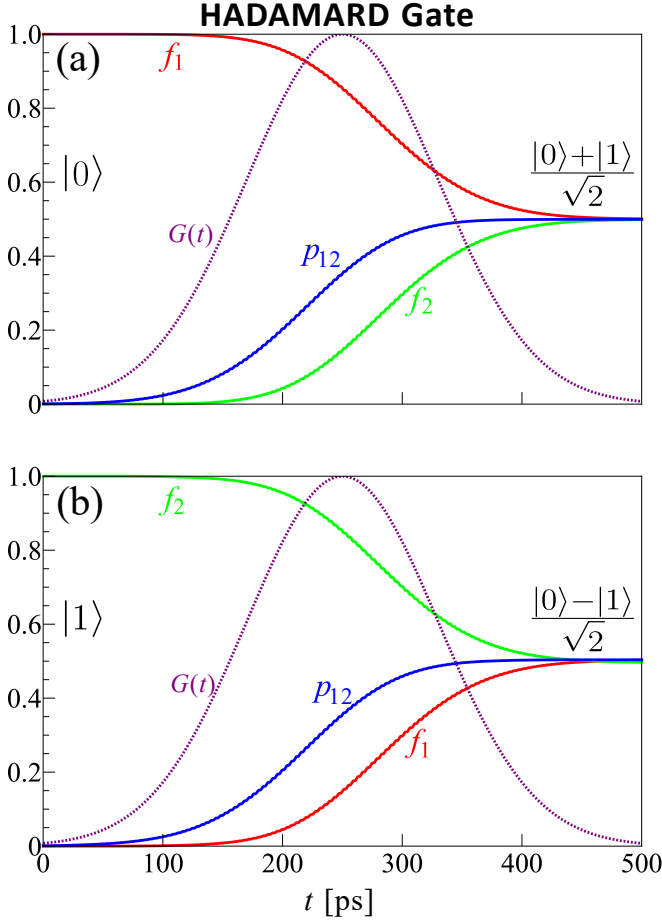 HADAMARD Gate
1.0
(a)
f₁
0.8
|0⟩
|0⟩+|1⟩
√2
0.6
G(t)
p₁₂
0.4
f₂
0.2
0
1.0
(b)
f₂
0.8
|1⟩
|0⟩−|1⟩
√2
0.6
G(t)
p₁₂
0.4
f₁
0.2
0
0 100 200 300 400 500
t [ps]